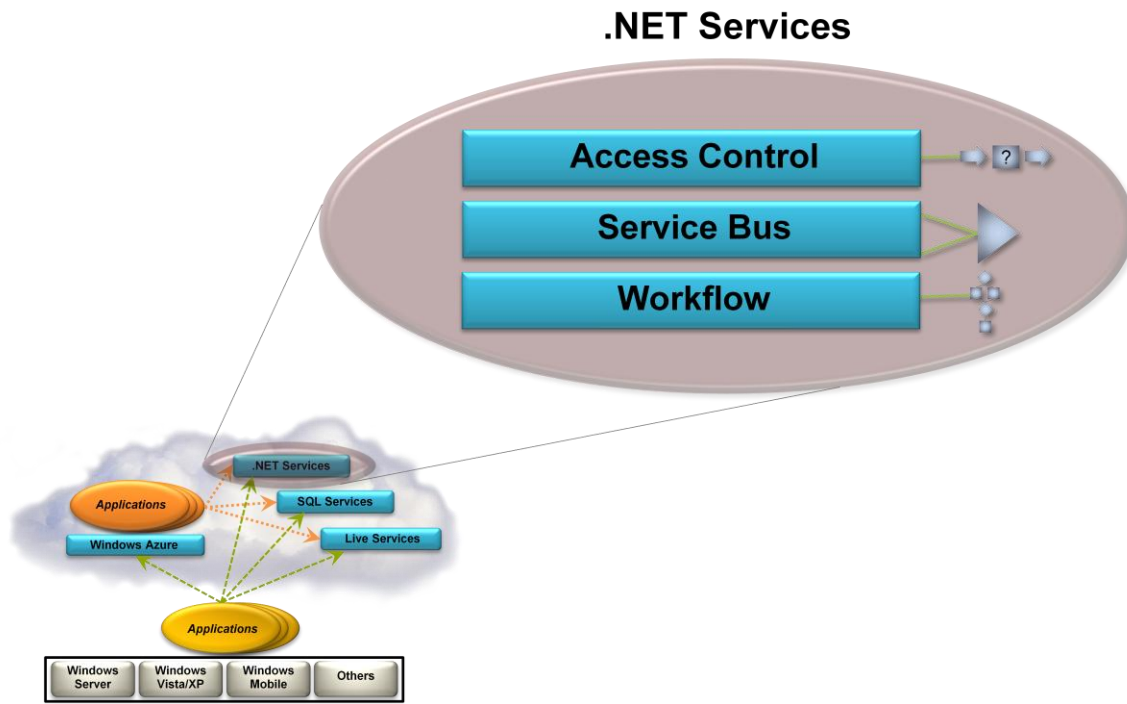 .NET Services
Access Control
?
Service Bus
Workflow
.NET Services
SQL Services
Applications
Windows Azure
Live Services
Applications
Windows
Server
Windows
Vista/XP
Windows
Mobile
Others